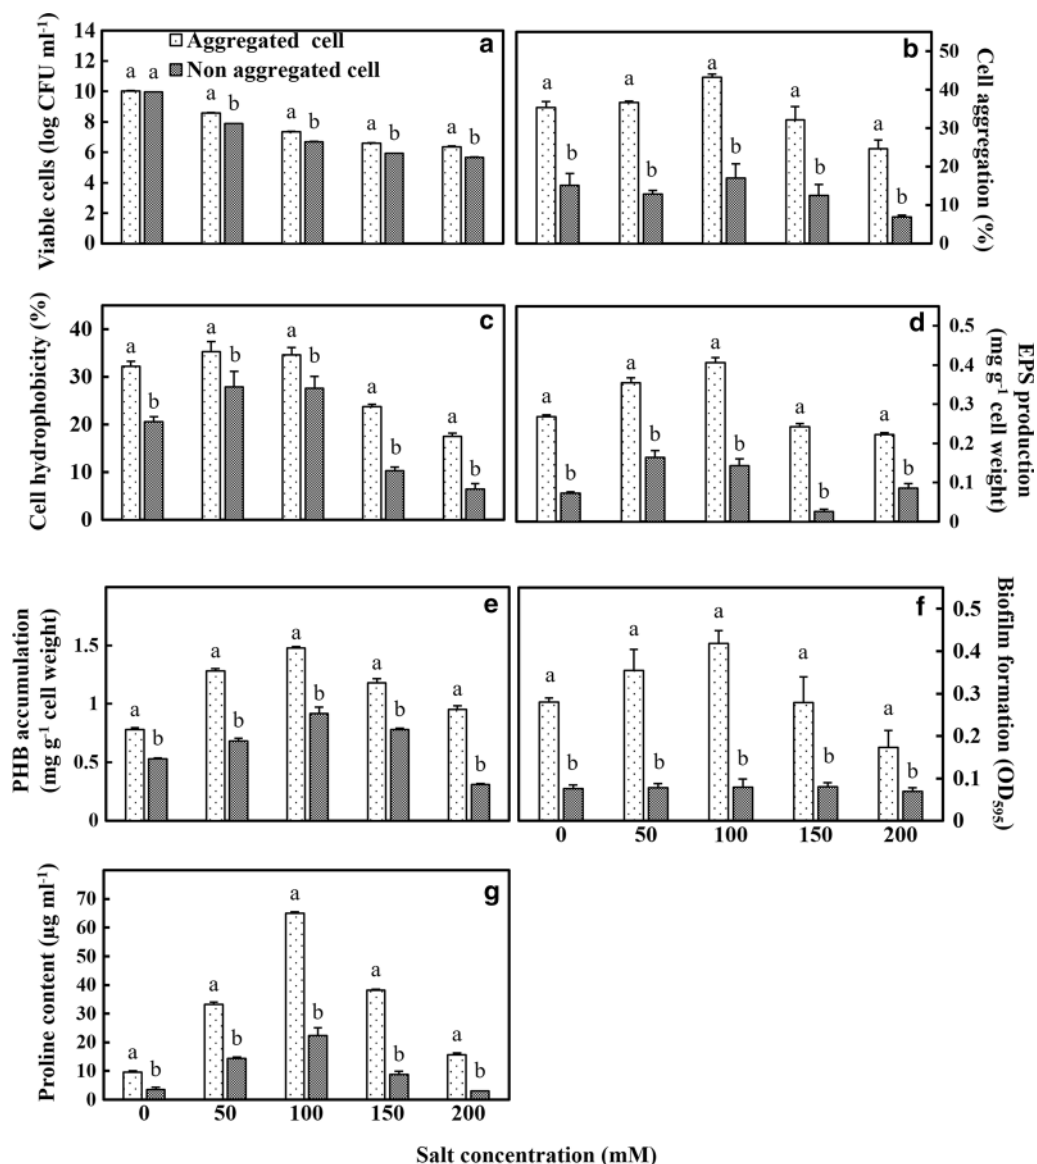 14
12
10
8
6
4
2
0
Viable cells (log CFU ml-1)
Aggregated cell
Non aggregated cell
a
a a
a b
a b
a b
a b
b
a b
a b
a b
a b
a b
50
40
30
20
10
0
Cell aggregation (%)
40
30
20
10
0
Cell hydrophobicity (%)
c
a b
a b
a b
a b
a b
d
a b
a b
a b
a b
a b
0.5
0.4
0.3
0.2
0.1
0
EPS production
(mg g-1 cell weight)
1.5
1
0.5
0
PHB accumulation
(mg g-1 cell weight)
e
a b
a b
a b
a b
a b
f
a b
a b
a b
a b
a b
0.5
0.4
0.3
0.2
0.1
0
Biofilm formation (OD595)
0 50 100 150 200
70
60
50
40
30
20
10
0
Proline content (µg ml-1)
g
a b
a b
a b
a b
a b
0 50 100 150 200
Salt concentration (mM)